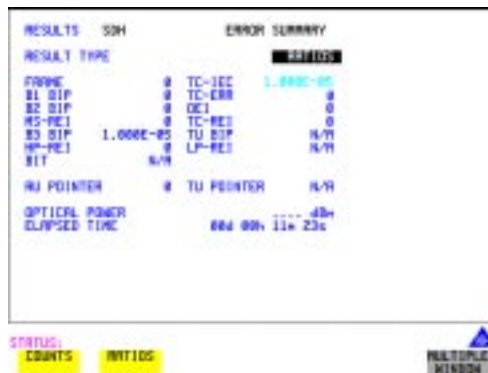 RESULTS SDH ERROR SUMMARY
RESULT TYPE RATIOS
FRAME 0 TC-IEC 1.000E-05
B1 BIP 0 TC-ERR 0
B2 BIP 0 OEI 0
MS-REI 0 TC-REI 0
B3 BIP 1.000E-05 TU BIP N/A
HP-REI 0 LP-REI N/A
BIT N/A
AU POINTER 0 TU POINTER N/A
OPTICAL POWER ---- dBm
ELAPSED TIME 00d 00h 11m 23s
STATUS:
COUNTS RATIOS MULTIPLE
WINDOW